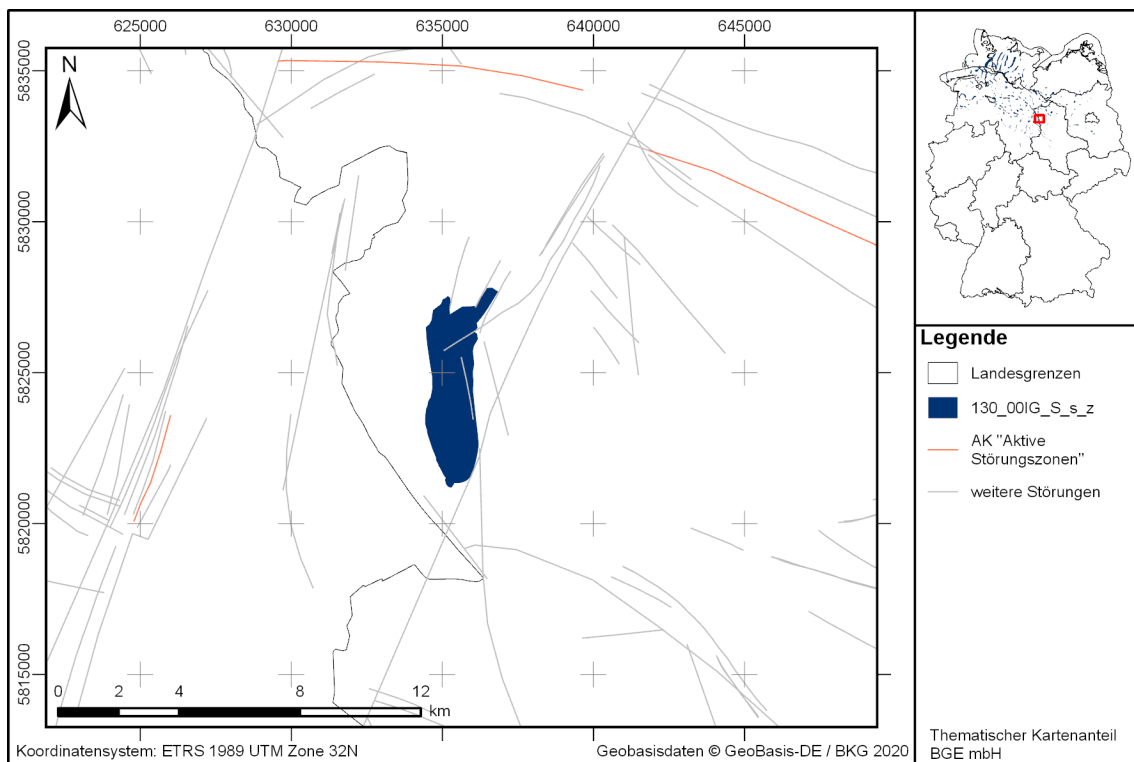 625000 630000 635000 640000 645000
5835000
5830000
5825000
5820000
5815000
N
0 2 4 8 12
km
Koordinatensystem: ETRS 1989 UTM Zone 32N
Geobasisdaten © GeoBasis-DE / BKG 2020
Legende
Landesgrenzen
130_00IG_S_s_z
AK "Aktive
Störungszonen"
weitere Störungen
Thematischer Kartenanteil
BGE mbH